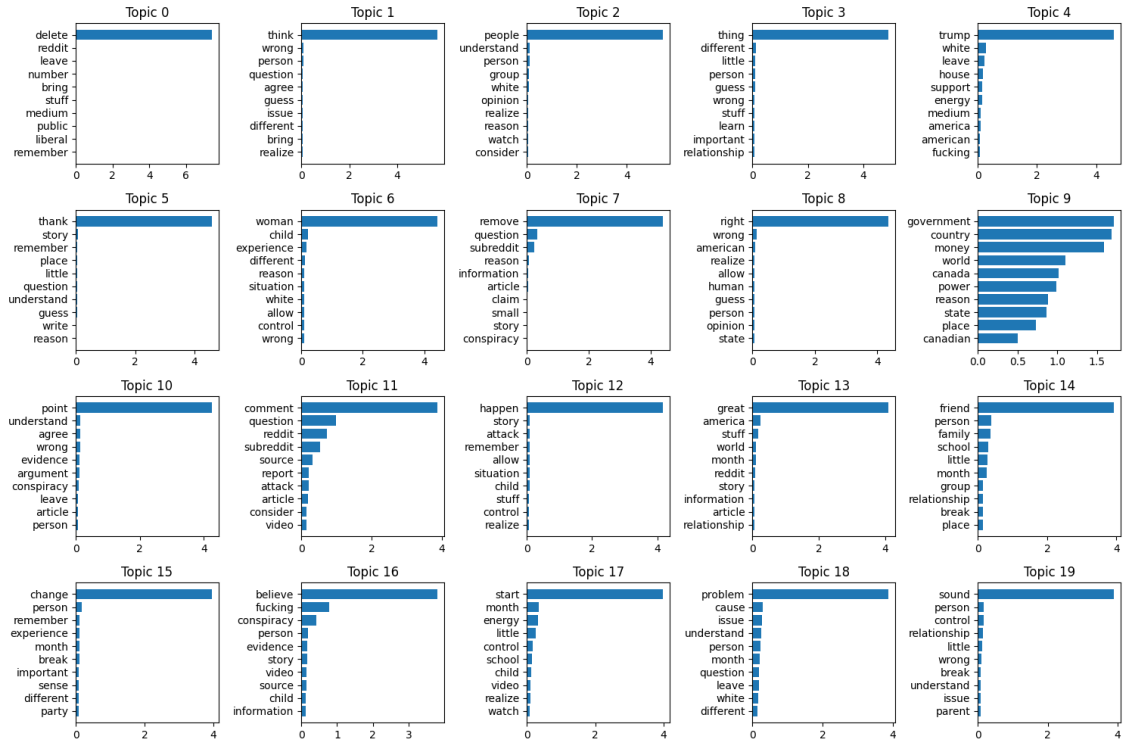 Topic 0
delete
reddit
leave
number
bring
stuff
medium
public
liberal
remember
0 2 4 6
Topic 1
think
wrong
person
question
agree
guess
issue
different
bring
realize
0 2 4
Topic 2
people
understand
person
group
white
opinion
realize
reason
watch
consider
0 2 4
Topic 3
thing
different
little
person
guess
wrong
stuff
learn
important
relationship
0 2 4
Topic 4
trump
white
leave
house
support
energy
medium
america
american
fucking
0 2 4
Topic 5
thank
story
remember
place
little
question
understand
guess
write
reason
0 2 4
Topic 6
woman
child
experience
different
reason
situation
white
allow
control
wrong
0 2 4
Topic 7
remove
question
subreddit
reason
information
article
claim
small
story
conspiracy
0 2 4
Topic 8
right
wrong
american
realize
allow
human
guess
person
opinion
state
0 2 4
Topic 9
government
country
money
world
canada
power
reason
state
place
canadian
0.0 0.5 1.0 1.5
Topic 10
point
understand
agree
wrong
evidence
argument
conspiracy
leave
article
person
0 2 4
Topic 11
comment
question
reddit
subreddit
source
report
attack
article
consider
video
0 2 4
Topic 12
happen
story
attack
remember
allow
situation
child
stuff
control
realize
0 2 4
Topic 13
great
america
stuff
world
month
reddit
story
information
article
relationship
0 2 4
Topic 14
friend
person
family
school
little
month
group
relationship
break
place
0 2 4
Topic 15
change
person
remember
experience
month
break
important
sense
different
party
0 2 4
Topic 16
believe
fucking
conspiracy
person
evidence
story
video
source
child
information
0 1 2 3
Topic 17
start
month
energy
little
control
school
child
video
realize
watch
0 2 4
Topic 18
problem
cause
issue
understand
person
month
question
leave
white
different
0 2 4
Topic 19
sound
person
control
relationship
little
wrong
break
understand
issue
parent
0 2 4